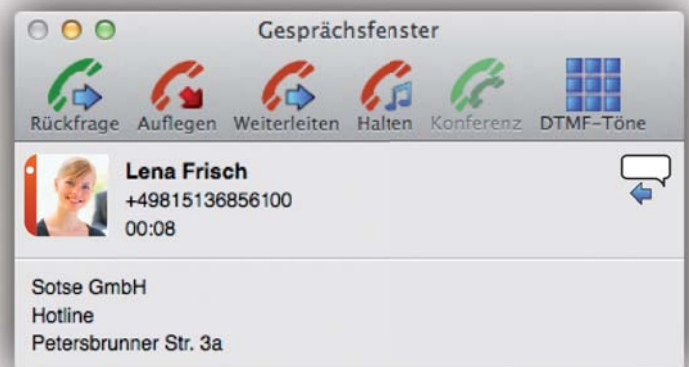 Gesprächsfenster
Rückfrage Auflegen Weiterleiten Halten Konferenz DTMF-Töne
Lena Frisch
+49815136856100
00:08
Sotse GmbH
Hotline
Petersbrunner Str. 3a